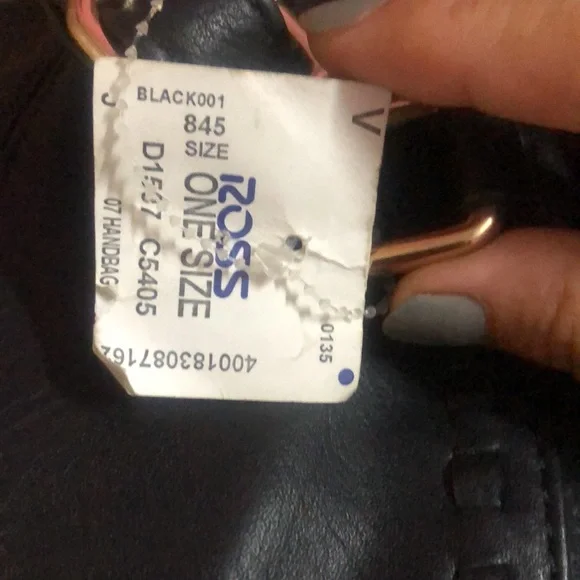 BLACK001
845
SIZE
ROSS
ONE SIZE
C5405
07 HANDBAG
400183087162
0135
V
J